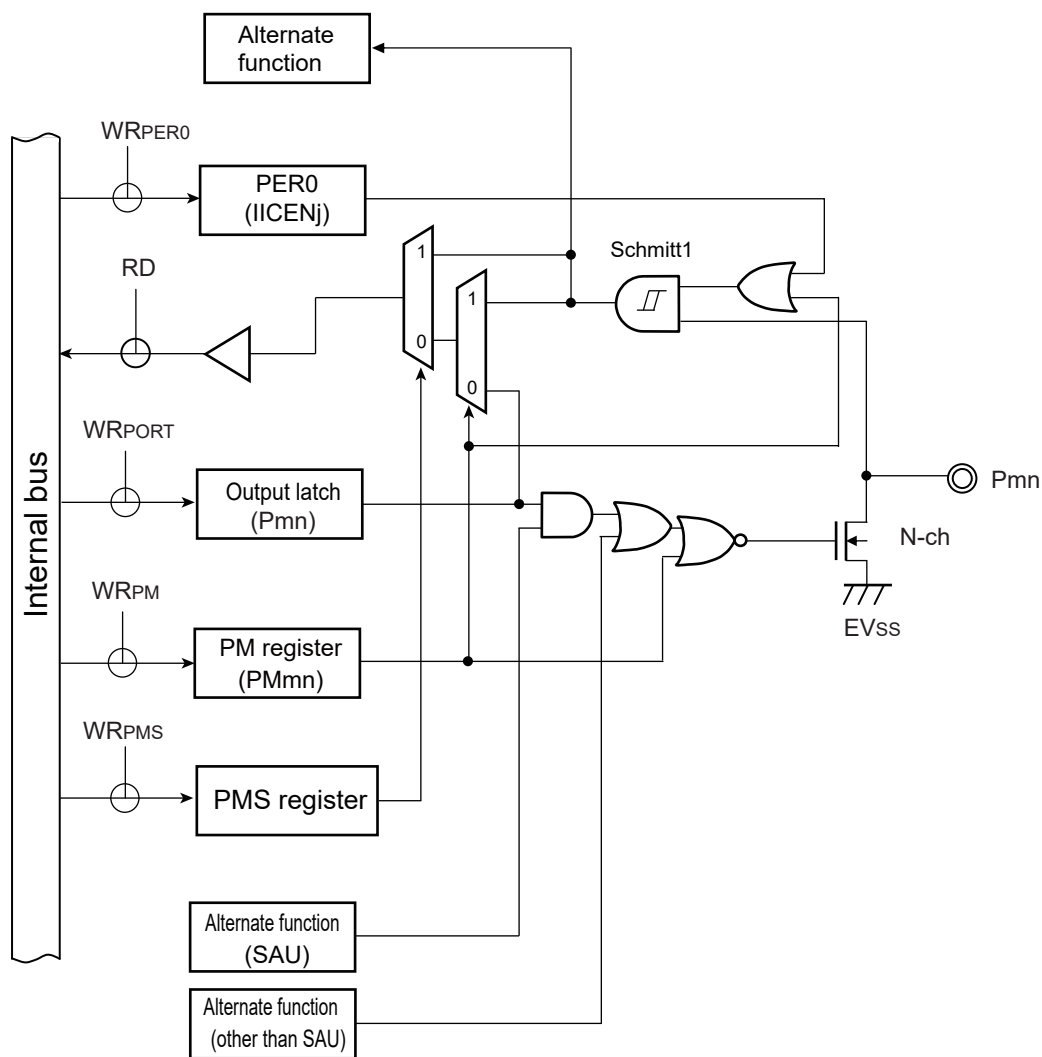 Alternate
function
WRPER0
PER0
(IICENj)
Schmitt1
1
RD
1
0
0
WRPORT
Output latch
(Pmn)
Pmn
N-ch
EVSS
Internal bus
WRPM
PM register
(PMmn)
WRPMS
PMS register
Alternate function
(SAU)
Alternate function
(other than SAU)